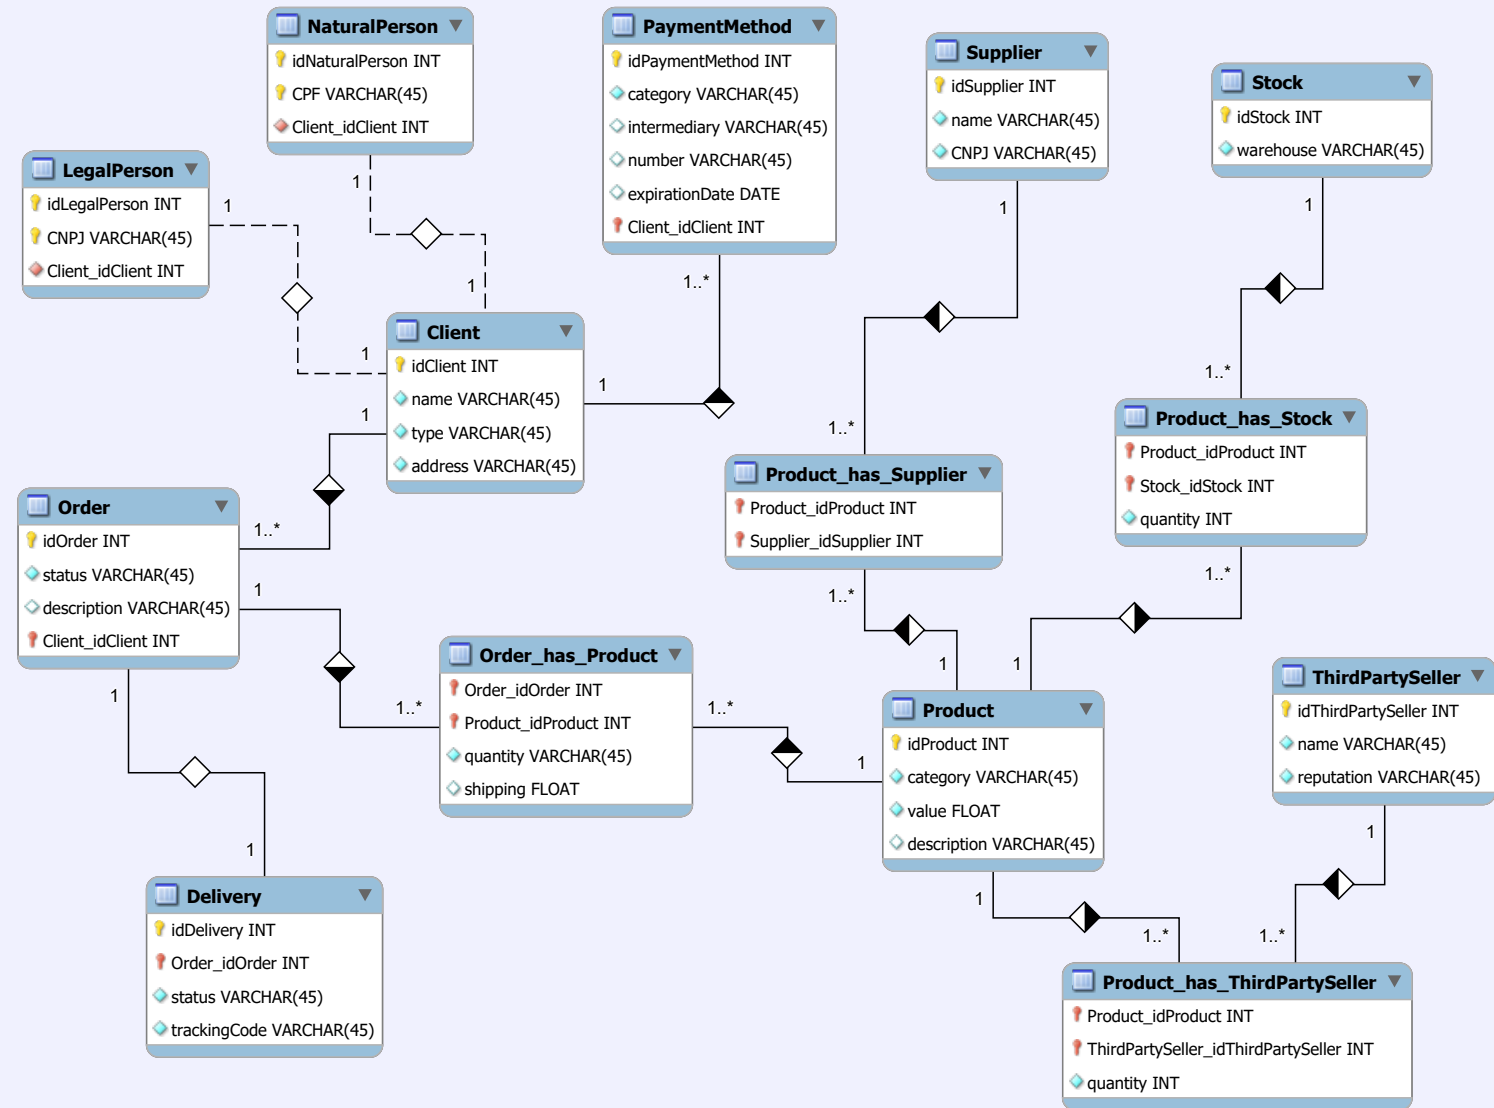 NaturalPerson
idNaturalPerson INT
CPF VARCHAR(45)
Client_idClient INT
1
1
PaymentMethod
idPaymentMethod INT
category VARCHAR(45)
intermediary VARCHAR(45)
number VARCHAR(45)
expirationDate DATE
Client_idClient INT
1..*
1
Supplier
idSupplier INT
name VARCHAR(45)
CNPJ VARCHAR(45)
1
1..*
Stock
idStock INT
warehouse VARCHAR(45)
1
1..*
LegalPerson
idLegalPerson INT
CNPJ VARCHAR(45)
Client_idClient INT
1
1
Client
idClient INT
name VARCHAR(45)
type VARCHAR(45)
address VARCHAR(45)
1
1..*
Product_has_Supplier
Product_idProduct INT
Supplier_idSupplier INT
1..*
1
Product_has_Stock
Product_idProduct INT
Stock_idStock INT
quantity INT
1..*
1
Order
idOrder INT
status VARCHAR(45)
description VARCHAR(45)
Client_idClient INT
1
1..*
1
1
Order_has_Product
Order_idOrder INT
Product_idProduct INT
quantity VARCHAR(45)
shipping FLOAT
1..*
1
Product
idProduct INT
category VARCHAR(45)
value FLOAT
description VARCHAR(45)
1
1..*
ThirdPartySeller
idThirdPartySeller INT
name VARCHAR(45)
reputation VARCHAR(45)
1
1..*
Delivery
idDelivery INT
Order_idOrder INT
status VARCHAR(45)
trackingCode VARCHAR(45)
Product_has_ThirdPartySeller
Product_idProduct INT
ThirdPartySeller_idThirdPartySeller INT
quantity INT